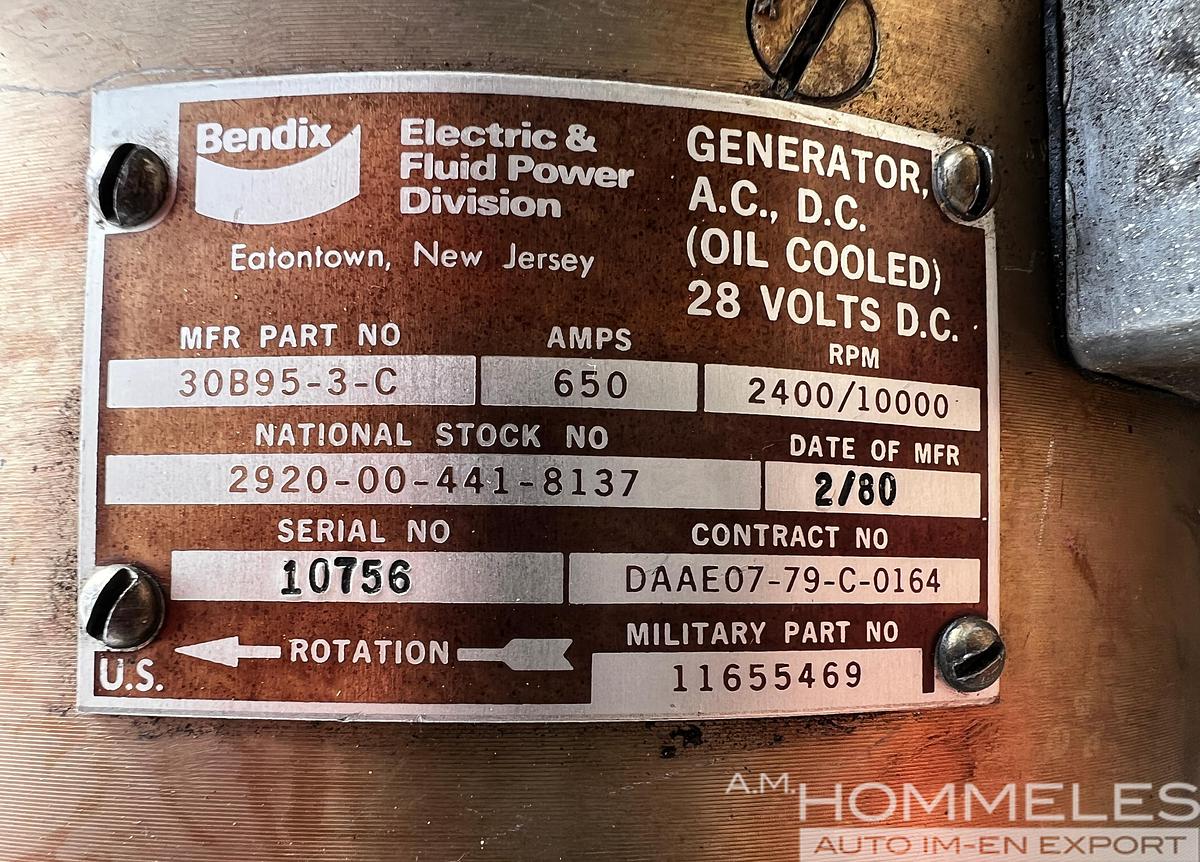 Bendix
Electric &
Fluid Power
Division
Eatontown, New Jersey
GENERATOR,
A.C., D.C.
(OIL COOLED)
28 VOLTS D.C.
MFR PART NO
30B95-3-C
AMPS
650
RPM
2400/10000
NATIONAL STOCK NO
2920-00-441-8137
DATE OF MFR
2/80
SERIAL NO
10756
CONTRACT NO
DAAE07-79-C-0164
U.S.
ROTATION
MILITARY PART NO
11655469
A.M. HOMMELES
AUTO IM-EN EXPORT